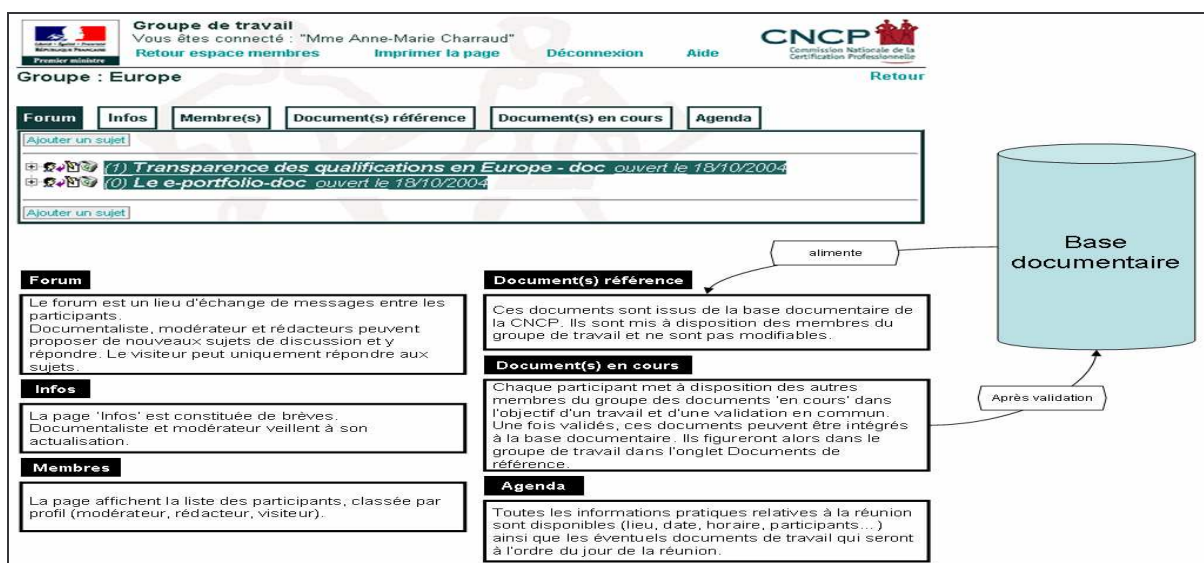 Groupe de travail
Vous êtes connecté : "Mme Anne-Marie Charraud"
Retour espace membres Imprimer la page Déconnexion Aide
Liberté • Égalité • Fraternité
RÉPUBLIQUE FRANÇAISE
Premier ministre
CNCP
Commission Nationale de la
Certification Professionnelle
Groupe : Europe
Retour
Forum Infos Membre(s) Document(s) référence Document(s) en cours Agenda
Ajouter un sujet
(1) Transparence des qualifications en Europe - doc ouvert le 18/10/2004
(0) Le e-portfolio-doc ouvert le 18/10/2004
Ajouter un sujet
Base
documentaire
alimente
Après validation
Forum
Le forum est un lieu d'échange de messages entre les
participants.
Documentaliste, modérateur et rédacteurs peuvent
proposer de nouveaux sujets de discussion et y
répondre. Le visiteur peut uniquement répondre aux
sujets.
Infos
La page 'Infos' est constituée de brèves.
Documentaliste et modérateur veillent à son
actualisation.
Membres
La page affichent la liste des participants, classée par
profil (modérateur, rédacteur, visiteur).
Document(s) référence
Ces documents sont issus de la base documentaire de
la CNCP. Ils sont mis à disposition des membres du
groupe de travail et ne sont pas modifiables.
Document(s) en cours
Chaque participant met à disposition des autres
membres du groupe des documents 'en cours' dans
l'objectif d'un travail et d'une validation en commun.
Une fois validés, ces documents peuvent être intégrés
à la base documentaire. Ils figureront alors dans le
groupe de travail dans l'onglet Documents de
référence.
Agenda
Toutes les informations pratiques relatives à la réunion
sont disponibles (lieu, date, horaire, participants...)
ainsi que les éventuels documents de travail qui seront
à l'ordre du jour de la réunion.